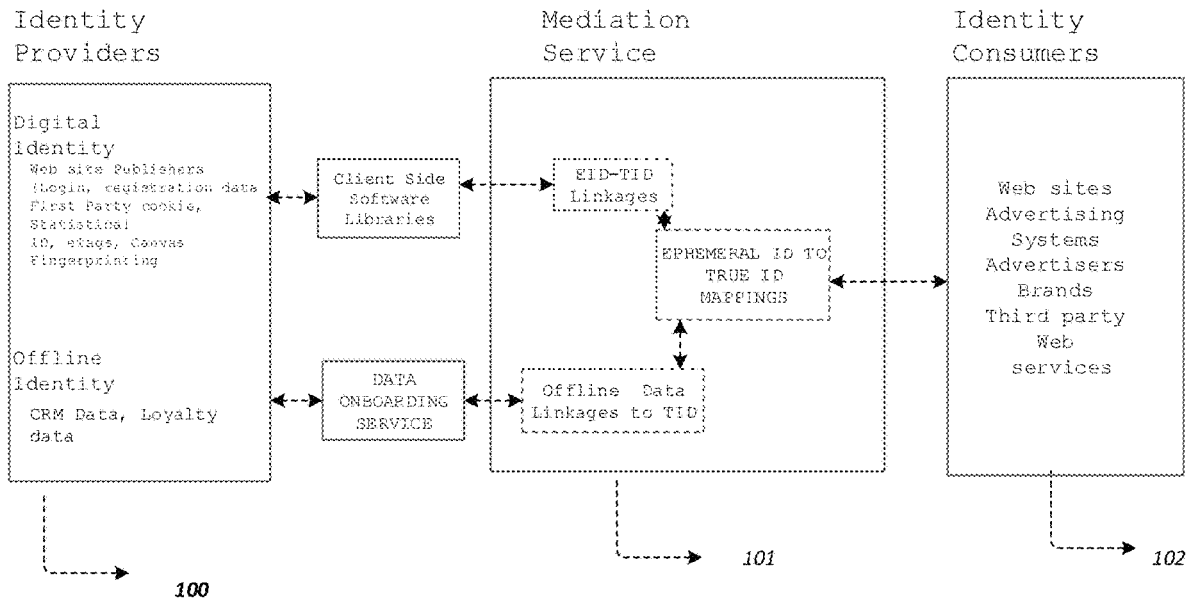 Identity
Providers
Mediation
Service
Identity
Consumers
Digital
Identity
Web site Publishers
(Login, registration data
First Party cookie,
Statistical
ID, etags, Canvas
Fingerprinting
Offline
Identity
CRM Data, Loyalty
data
Client Side
Software
Libraries
DATA
ONBOARDING
SERVICE
EID-TID
Linkages
EPHEMERAL ID TO
TRUE ID
MAPPINGS
Offline Data
Linkages to TID
Web sites
Advertising
Systems
Advertisers
Brands
Third party
Web
services
100
101
102